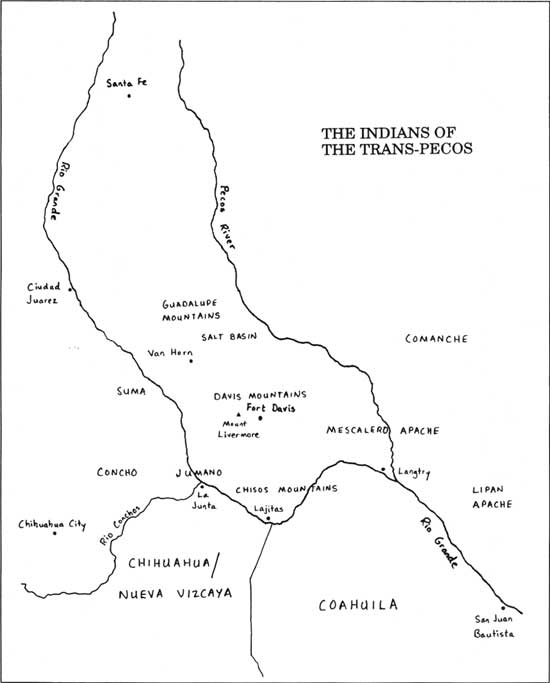 Santa Fe
THE INDIANS OF
THE TRANS-PECOS
Rio Grande
Pecos River
Ciudad
Juarez
GUADALUPE
MOUNTAINS
SALT BASIN
COMANCHE
Van Horn
SUMA
DAVIS MOUNTAINS
Fort Davis
Mount
Livermore
MESCALERO APACHE
CONCHO
JUMANO
Langtry
CHISOS MOUNTAINS
La
Junta
LIPAN
APACHE
Lajitas
Chihuahua City
Rio Conchos
Rio Grande
CHIHUAHUA/
NUEVA VIZCAYA
COAHUILA
San Juan
Bautista